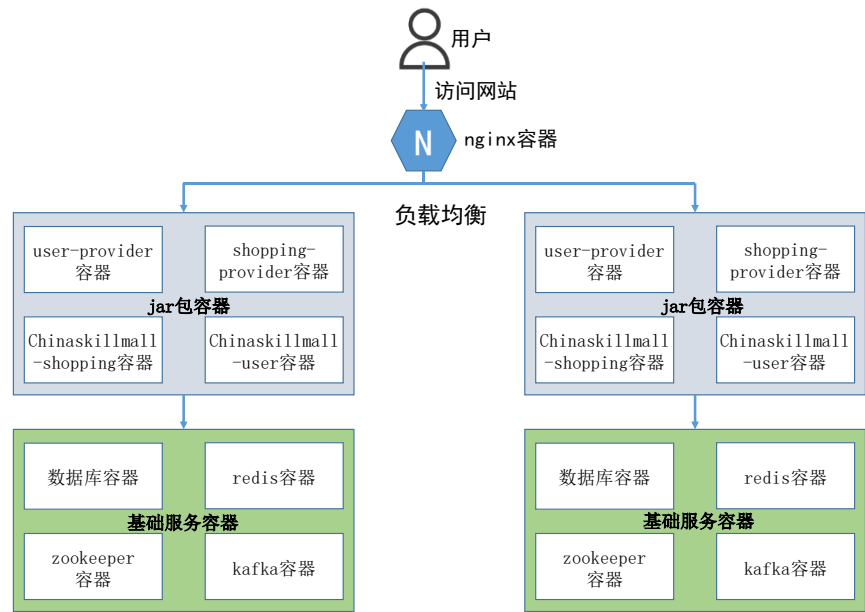 用户
访问网站
N
nginx容器
负载均衡
user-provider
容器
shopping-
provider容器
jar包容器
Chinaskillmall
-shopping容器
Chinaskillmall
-user容器
user-provider
容器
shopping-
provider容器
jar包容器
Chinaskillmall
-shopping容器
Chinaskillmall
-user容器
数据库容器
redis容器
基础服务容器
zookeeper
容器
kafka容器
数据库容器
redis容器
基础服务容器
zookeeper
容器
kafka容器